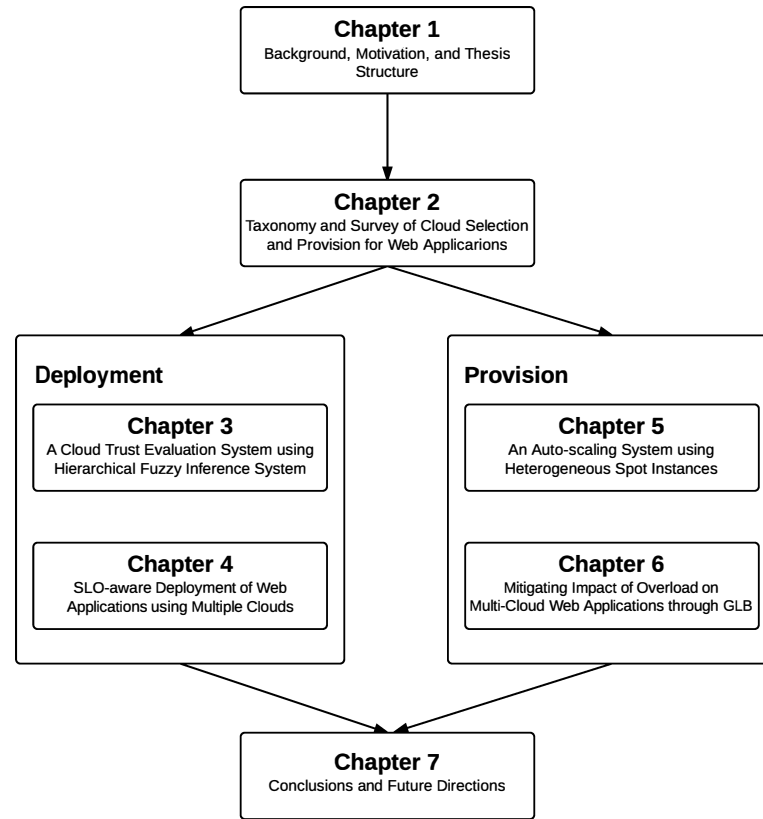 Chapter 1
Background, Motivation, and Thesis
Structure
Chapter 2
Taxonomy and Survey of Cloud Selection
and Provision for Web Applicarions
Deployment
Chapter 3
A Cloud Trust Evaluation System using
Hierarchical Fuzzy Inference System
Chapter 4
SLO-aware Deployment of Web
Applications using Multiple Clouds
Provision
Chapter 5
An Auto-scaling System using
Heterogeneous Spot Instances
Chapter 6
Mitigating Impact of Overload on
Multi-Cloud Web Applications through GLB
Chapter 7
Conclusions and Future Directions